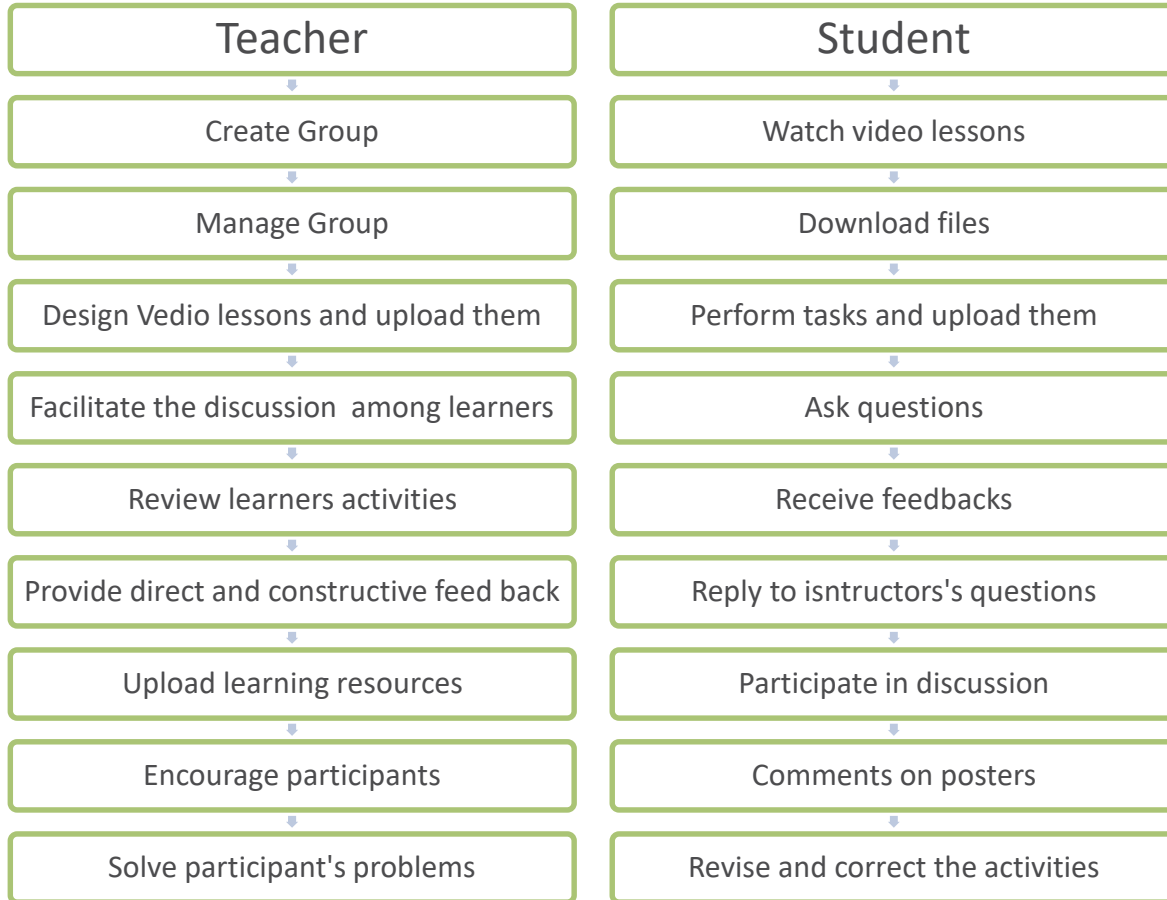 Teacher
Create Group
Manage Group
Design Vedio lessons and upload them
Facilitate the discussion  among learners
Review learners activities
Provide direct and constructive feed back
Upload learning resources
Encourage participants
Solve participant's problems
Student
Watch video lessons
Download files
Perform tasks and upload them
Ask questions
Receive feedbacks
Reply to isntructors's questions
Participate in discussion
Comments on posters
Revise and correct the activities